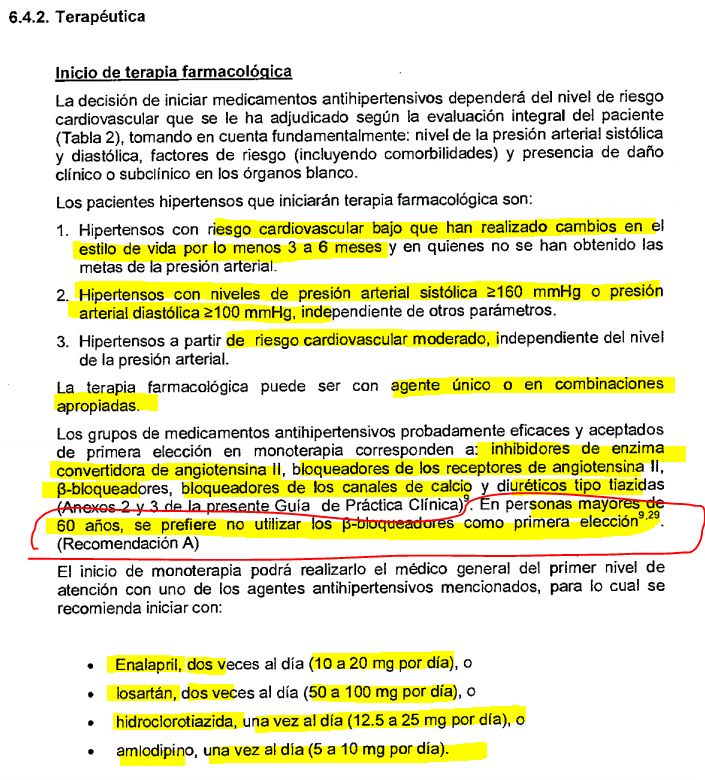 6.4.2. Terapéutica
Inicio de terapia farmacológica
La decisión de iniciar medicamentos antihipertensivos dependerá del nivel de riesgo
cardiovascular que se le ha adjudicado según la evaluación integral del paciente
(Tabla 2), tomando en cuenta fundamentalmente: nivel de la presión arterial sistólica
y diastólica, factores de riesgo (incluyendo comorbilidades) y presencia de daño
clínico o subclínico en los órganos blanco.
Los pacientes hipertensos que iniciarán terapia farmacológica son:
1. Hipertensos con riesgo cardiovascular bajo que han realizado cambios en el
estilo de vida por lo menos 3 a 6 meses y en quienes no se han obtenido las
metas de la presión arterial.
2. Hipertensos con niveles de presión arterial sistólica ≥160 mmHg o presión
arterial diastólica ≥100 mmHg, independiente de otros parámetros.
3. Hipertensos a partir de riesgo cardiovascular moderado, independiente del nivel
de la presión arterial.
La terapia farmacológica puede ser con agente único o en combinaciones
apropiadas.
Los grupos de medicamentos antihipertensivos probadamente eficaces y aceptados
de primera elección en monoterapia corresponden a: inhibidores de enzima
convertidora de angiotensina II, bloqueadores de los receptores de angiotensina II,
β-bloqueadores, bloqueadores de los canales de calcio y diuréticos tipo tiazidas
(Anexos 2 y 3 de la presente Guía de Práctica Clínica)⁹. En personas mayores de
60 años, se prefiere no utilizar los β-bloqueadores como primera elección⁹,²⁹.
(Recomendación A)
El inicio de monoterapia podrá realizarlo el médico general del primer nivel de
atención con uno de los agentes antihipertensivos mencionados, para lo cual se
recomienda iniciar con:
• Enalapril, dos veces al día (10 a 20 mg por día), o
• losartán, dos veces al día (50 a 100 mg por día), o
• hidroclorotiazida, una vez al día (12.5 a 25 mg por día), o
• amlodipino, una vez al día (5 a 10 mg por día).